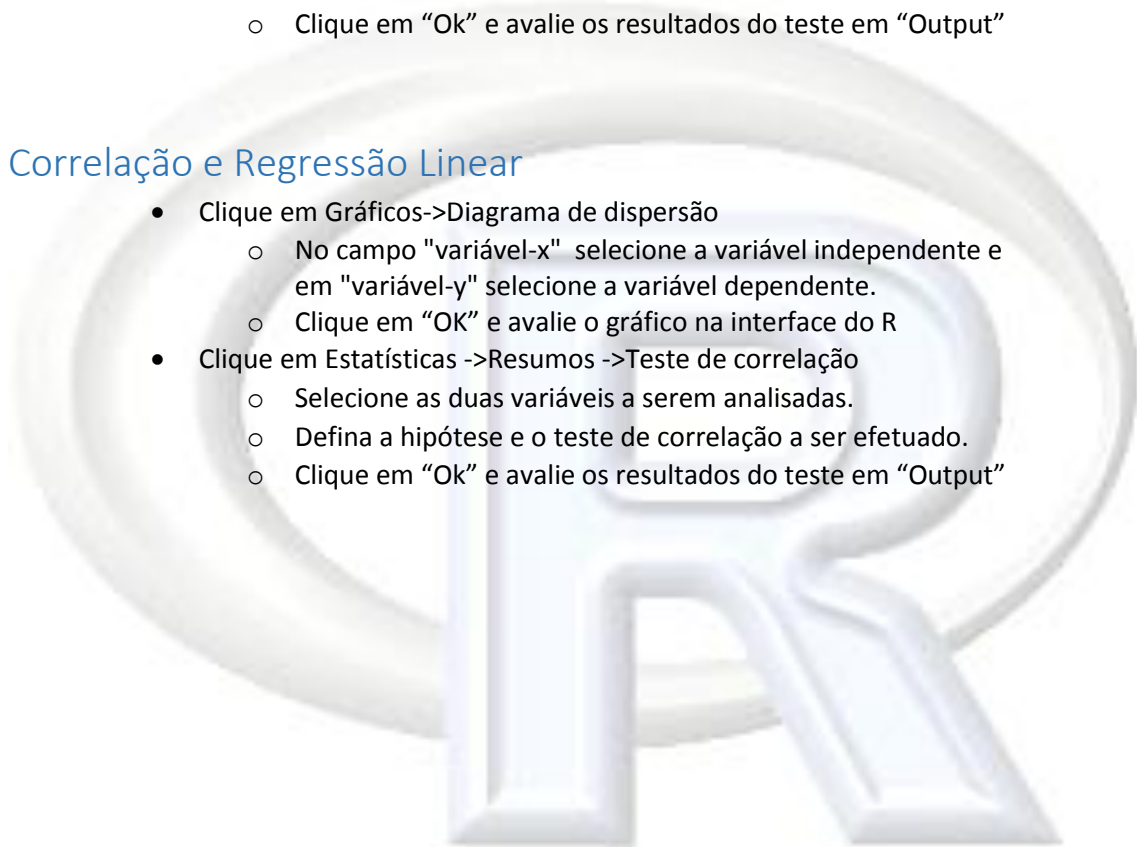 o Clique em “Ok” e avalie os resultados do teste em “Output”
Correlação e Regressão Linear
• Clique em Gráficos->Diagrama de dispersão
o No campo "variável-x" selecione a variável independente e
em "variável-y" selecione a variável dependente.
o Clique em “OK” e avalie o gráfico na interface do R
• Clique em Estatísticas ->Resumos ->Teste de correlação
o Selecione as duas variáveis a serem analisadas.
o Defina a hipótese e o teste de correlação a ser efetuado.
o Clique em “Ok” e avalie os resultados do teste em “Output”
R